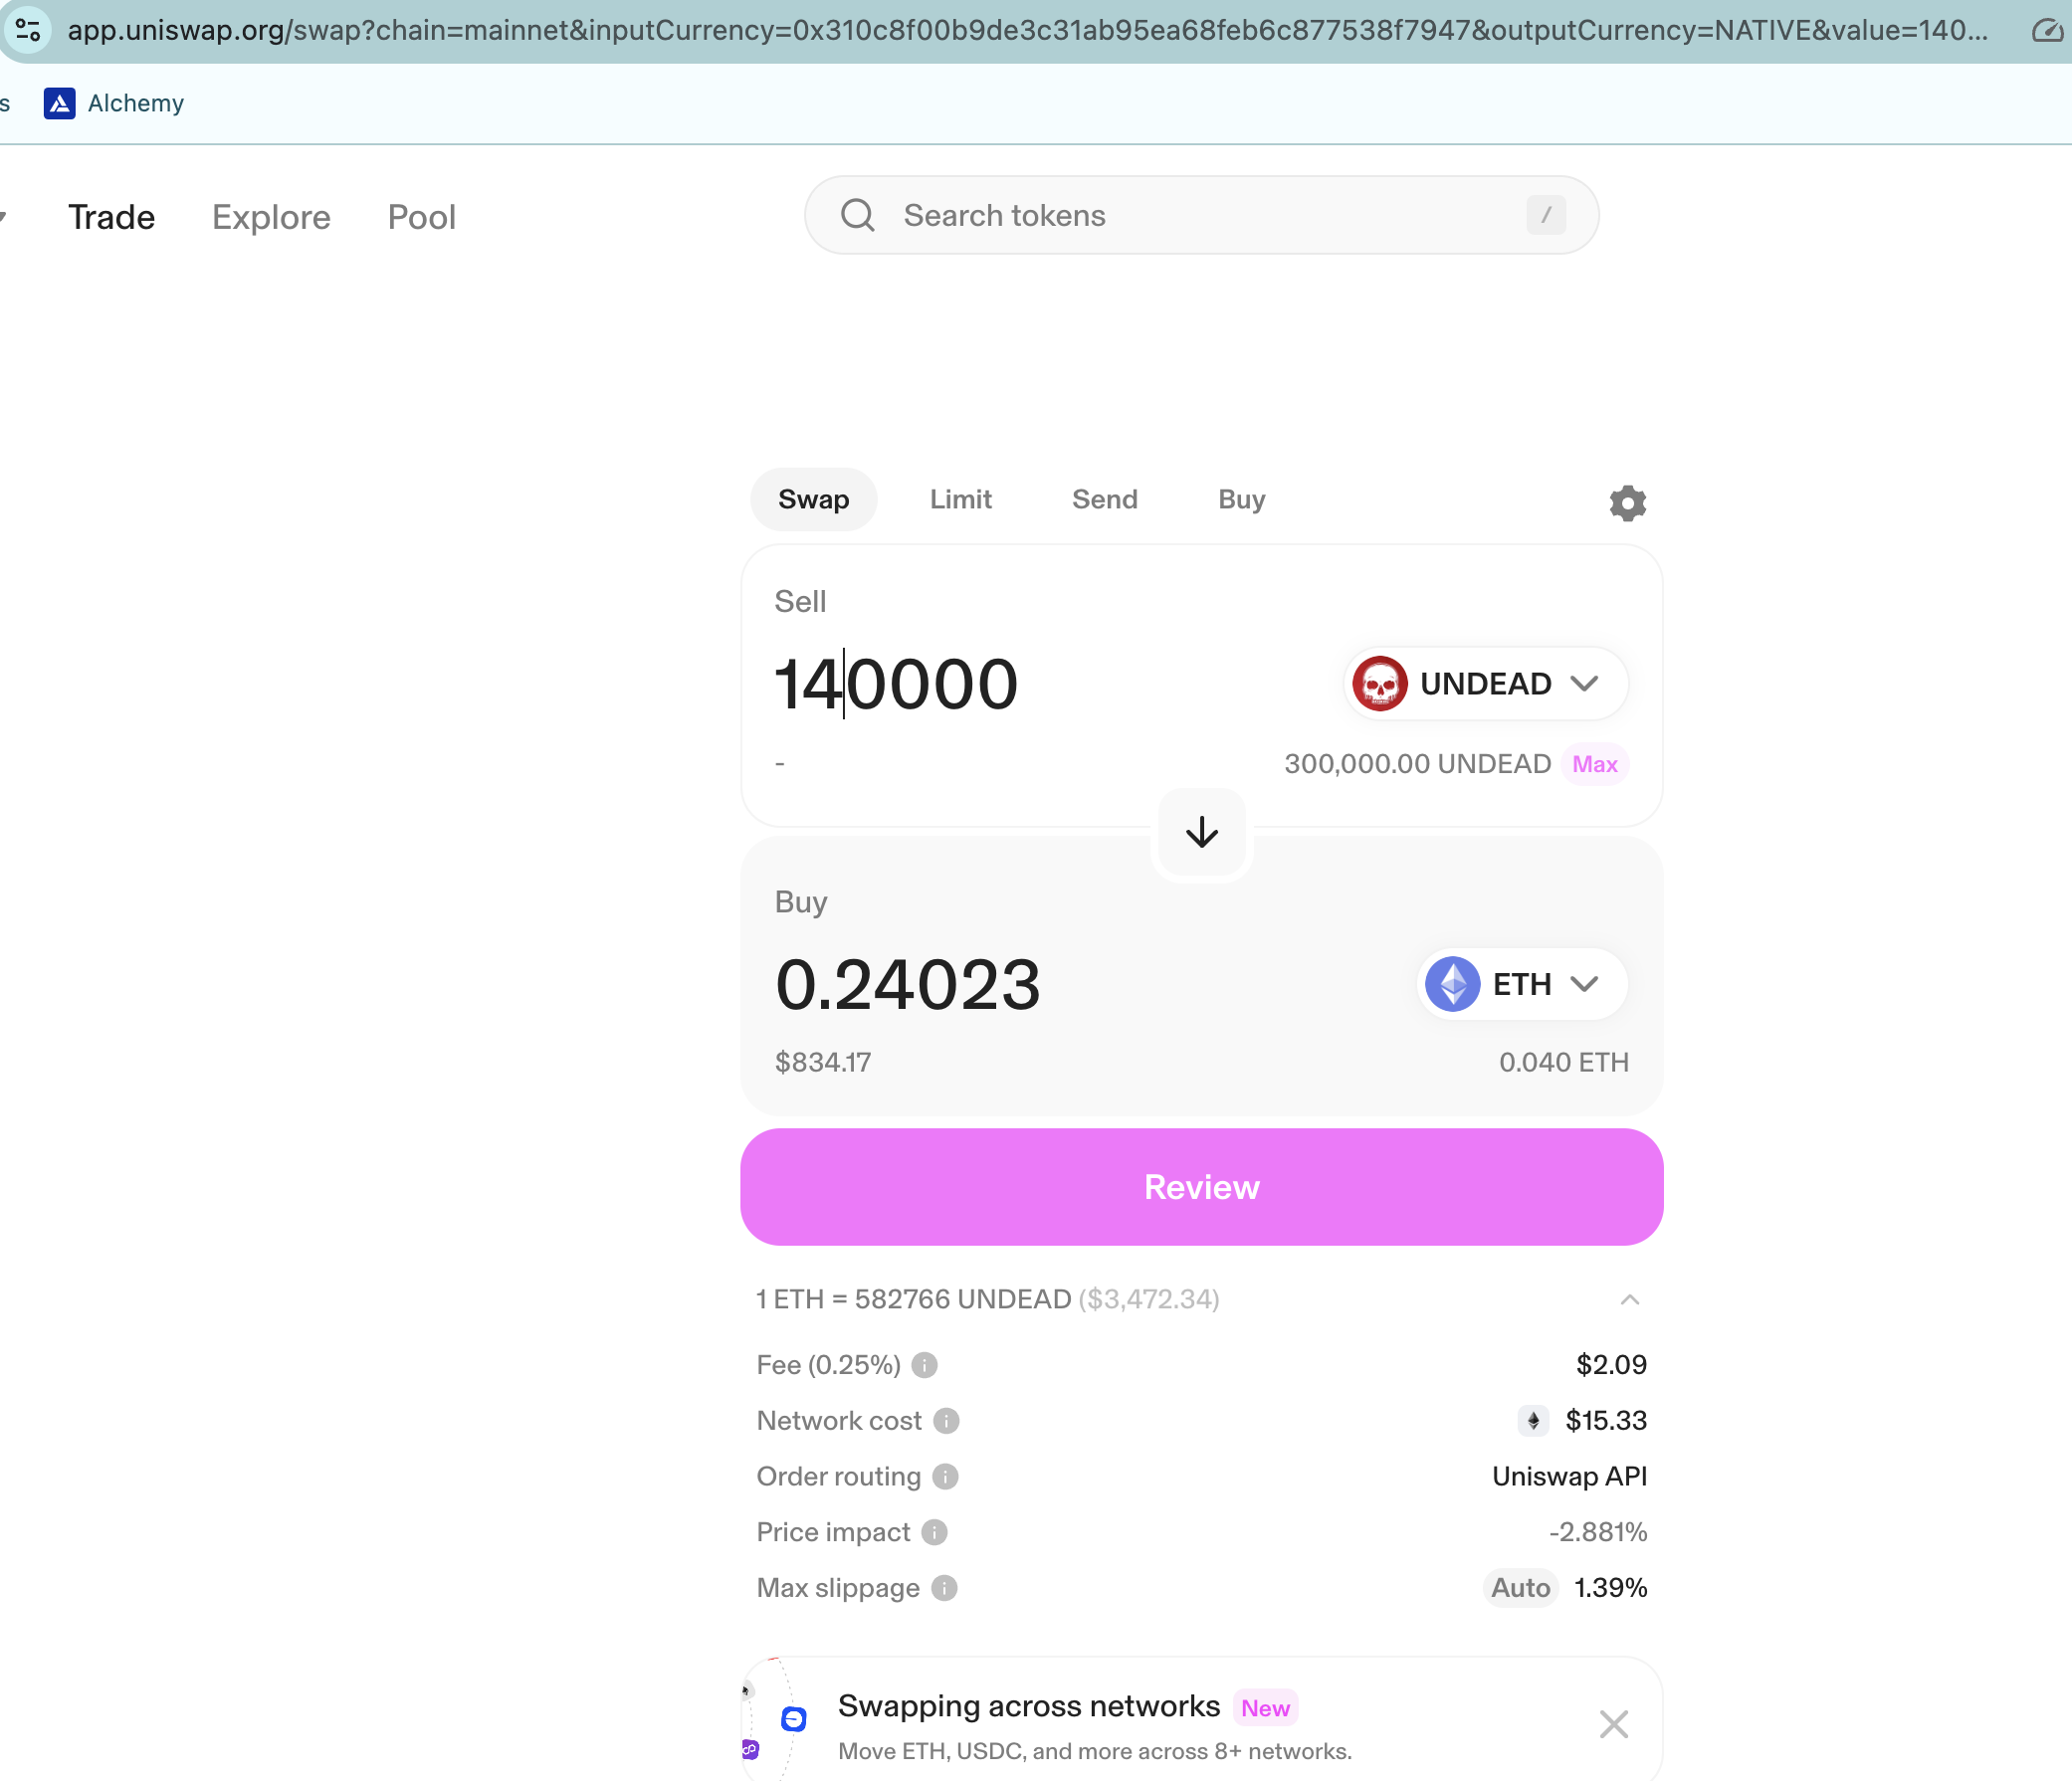 app.uniswap.org/swap?chain=mainnet&inputCurrency=0x310c8f00b9de3c31ab95ea68feb6c877538f7947&outputCurrency=NATIVE&value=140...
s Alchemy
Trade Explore Pool Search tokens /
Swap Limit Send Buy
Sell
140000 UNDEAD
- 300,000.00 UNDEAD Max
Buy
0.24023 ETH
$834.17 0.040 ETH
Review
1 ETH = 582766 UNDEAD ($3,472.34)
Fee (0.25%) $2.09
Network cost $15.33
Order routing Uniswap API
Price impact -2.881%
Max slippage Auto 1.39%
Swapping across networks New
Move ETH, USDC, and more across 8+ networks.